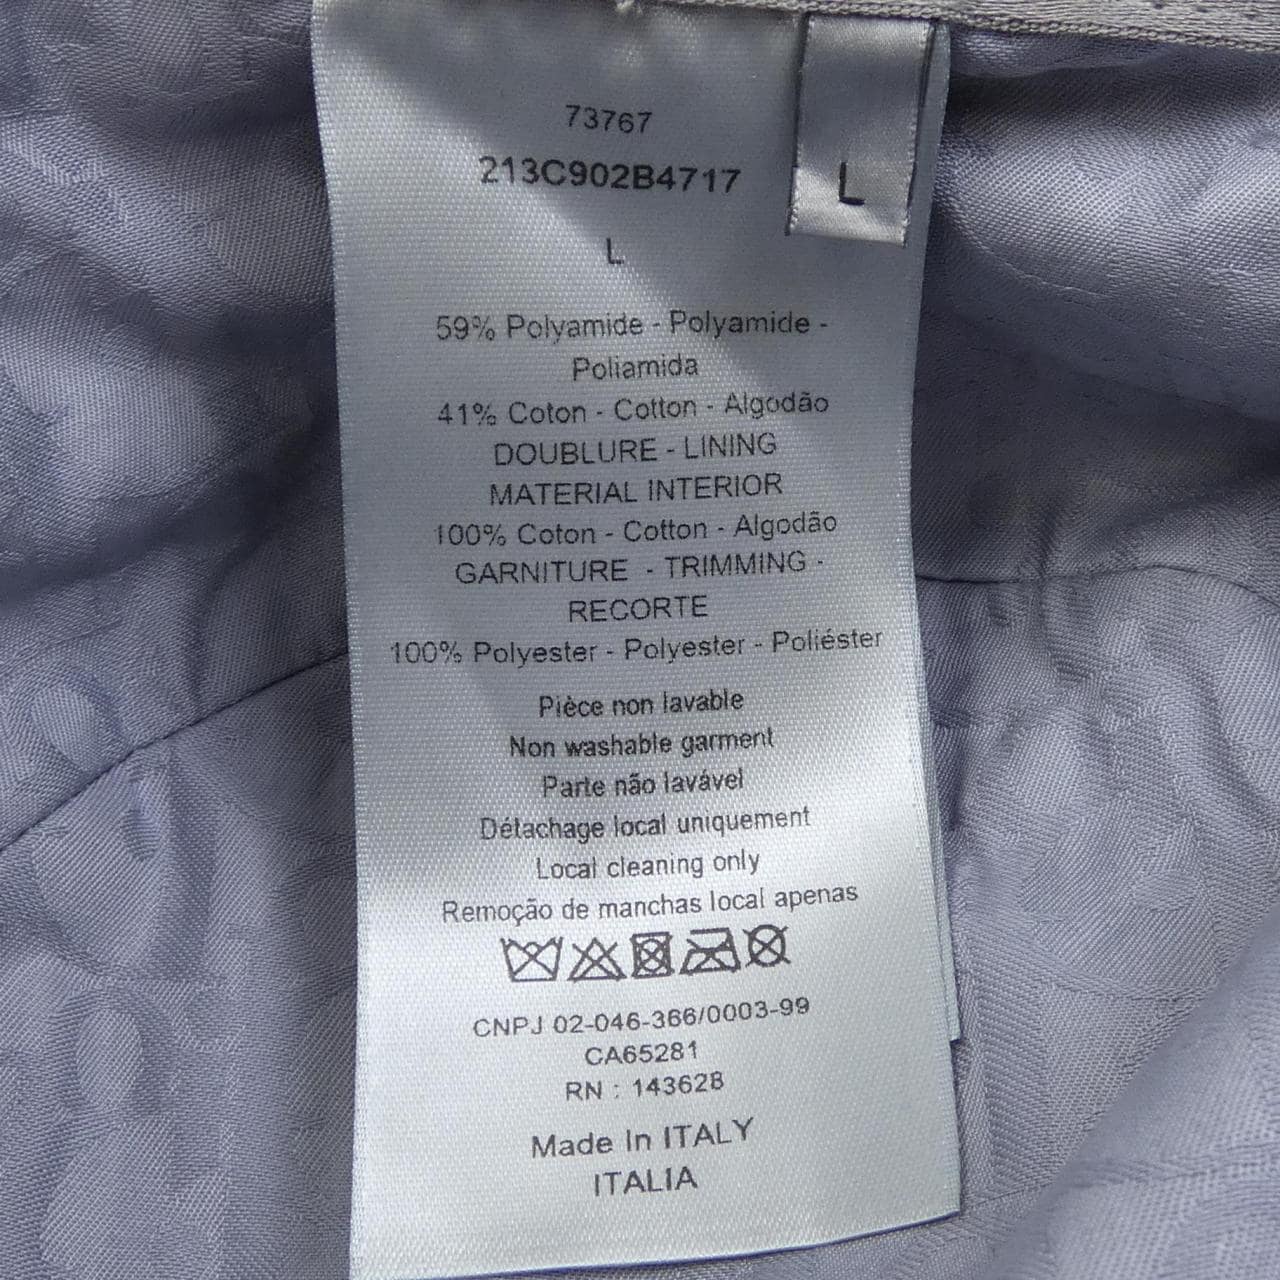 73767
213C902B4717
L
L
59% Polyamide - Polyamide -
Poliamida
41% Coton - Cotton - Algodão
DOUBLURE - LINING
MATERIAL INTERIOR
100% Coton - Cotton - Algodão
GARNITURE - TRIMMING -
RECORTE
100% Polyester - Polyester - Poliéster
Pièce non lavable
Non washable garment
Parte não lavável
Détachage local uniquement
Local cleaning only
Remoção de manchas local apenas
CNPJ 02-046-366/0003-99
CA65281
RN : 143628
Made In ITALY
ITALIA